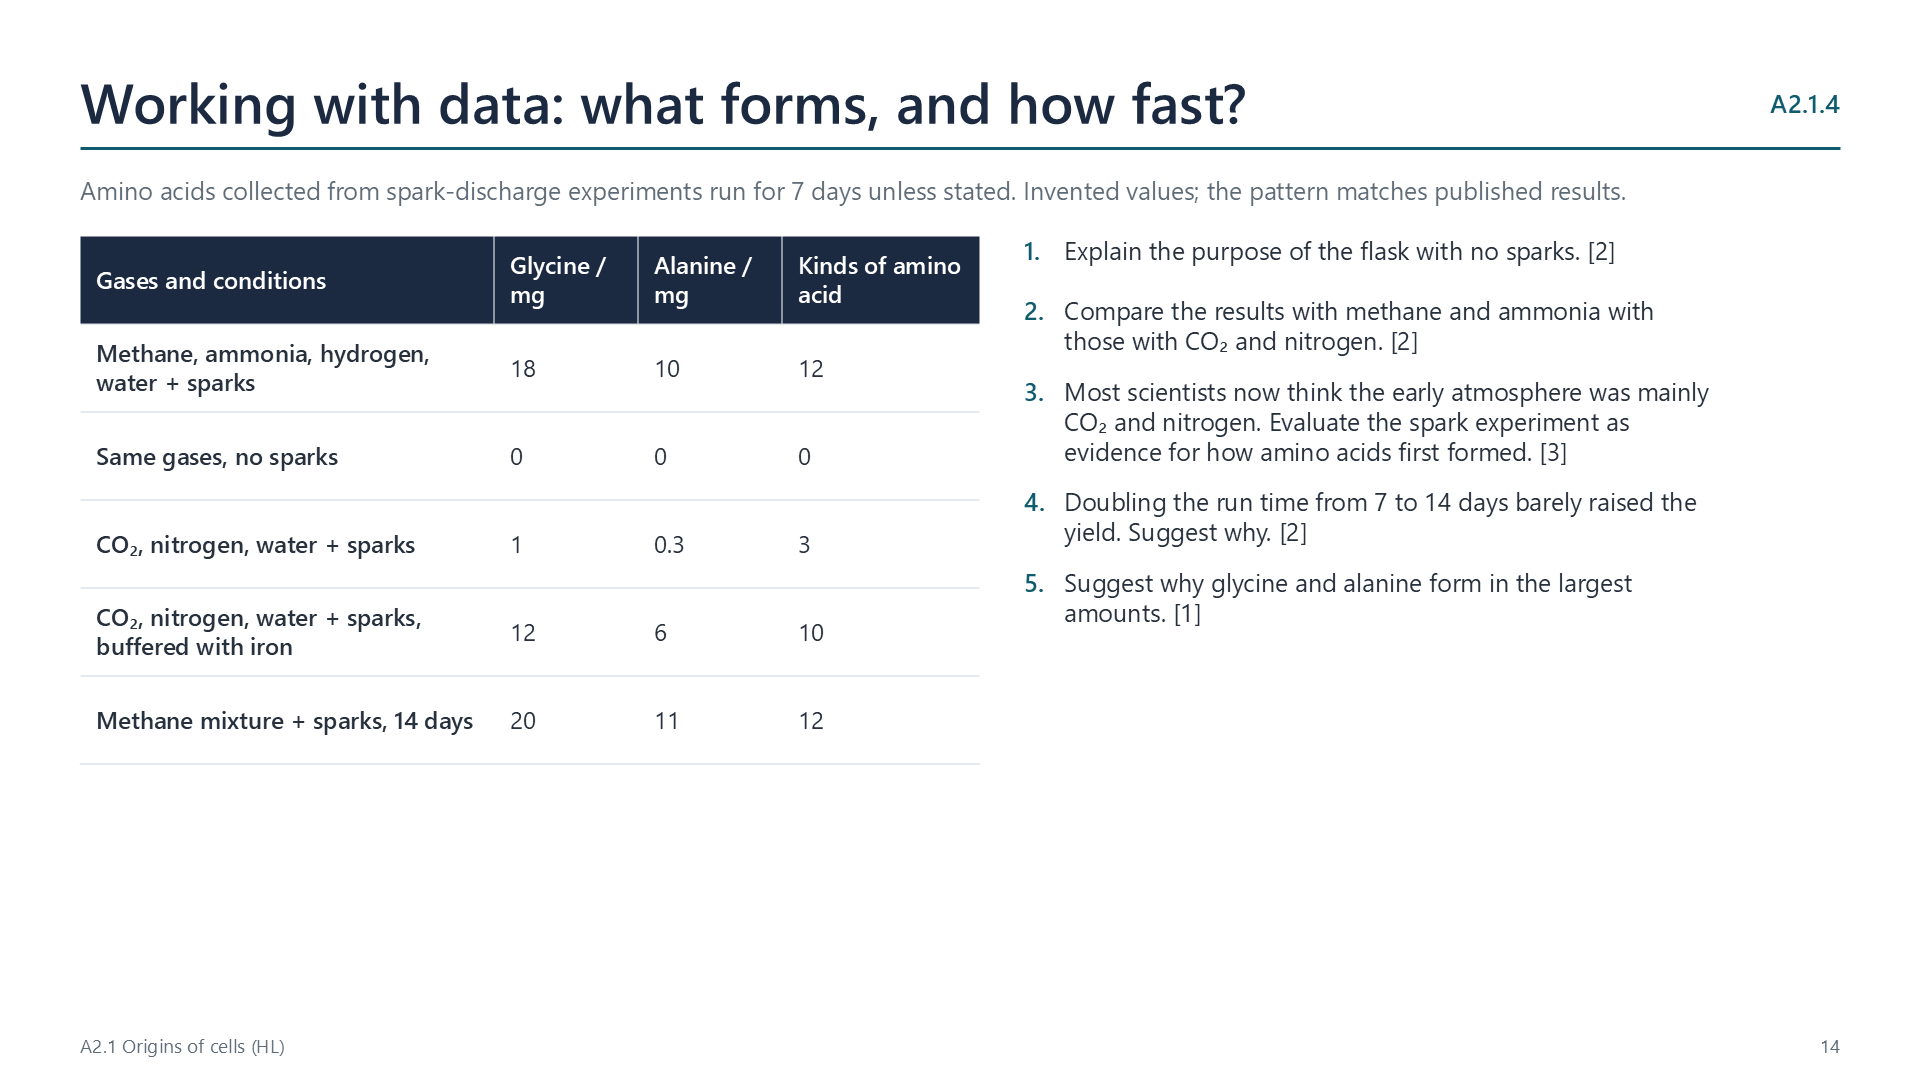 Working with data: what forms, and how fast?
A2.1.4
Amino acids collected from spark-discharge experiments run for 7 days unless stated. Invented values; the pattern matches published results.
Gases and conditions
Glycine /
mg
Alanine /
mg
Kinds of amino
acid
Methane, ammonia, hydrogen,
water + sparks
18
10
12
Same gases, no sparks
0
0
0
CO₂, nitrogen, water + sparks
1
0.3
3
CO₂, nitrogen, water + sparks,
buffered with iron
12
6
10
Methane mixture + sparks, 14 days
20
11
12
1. Explain the purpose of the flask with no sparks. [2]
2. Compare the results with methane and ammonia with
those with CO₂ and nitrogen. [2]
3. Most scientists now think the early atmosphere was mainly
CO₂ and nitrogen. Evaluate the spark experiment as
evidence for how amino acids first formed. [3]
4. Doubling the run time from 7 to 14 days barely raised the
yield. Suggest why. [2]
5. Suggest why glycine and alanine form in the largest
amounts. [1]
A2.1 Origins of cells (HL)
14